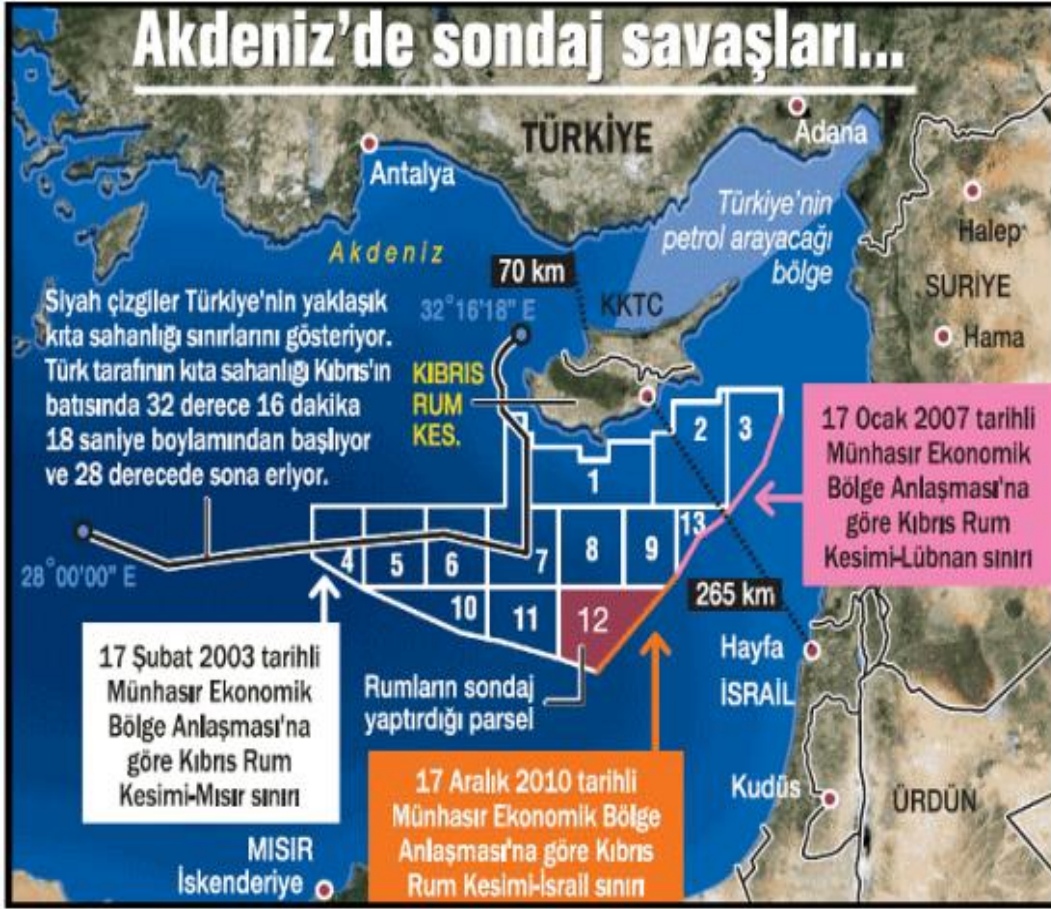 Akdeniz'de sondaj savaşları...
TÜRKİYE
Adana
Antalya
Türkiye'nin
petrol arayacağı
bölge
Halep
Akdeniz
70 km
KKTC
SURİYE
Hama
Siyah çizgiler Türkiye'nin yaklaşık
kıta sahanlığı sınırlarını gösteriyor.
Türk tarafının kıta sahanlığı Kıbrıs'ın
batısında 32 derece 16 dakika
18 saniye boylamından başlıyor
ve 28 derecede sona eriyor.
32°16'18" E
KIBRIS
RUM
KES.
28°00'00" E
1
2
3
4
5
6
7
8
9
13
10
11
12
17 Ocak 2007 tarihli
Münhasır Ekonomik
Bölge Anlaşması'na
göre Kıbrıs Rum
Kesimi-Lübnan sınırı
265 km
Hayfa
İSRAİL
17 Şubat 2003 tarihli
Münhasır Ekonomik
Bölge Anlaşması'na
göre Kıbrıs Rum
Kesimi-Mısır sınırı
Rumların sondaj
yaptırdığı parsel
17 Aralık 2010 tarihli
Münhasır Ekonomik Bölge
Anlaşması'na göre Kıbrıs
Rum Kesimi-İsrail sınırı
Kudüs
ÜRDÜN
MISIR
İskenderiye